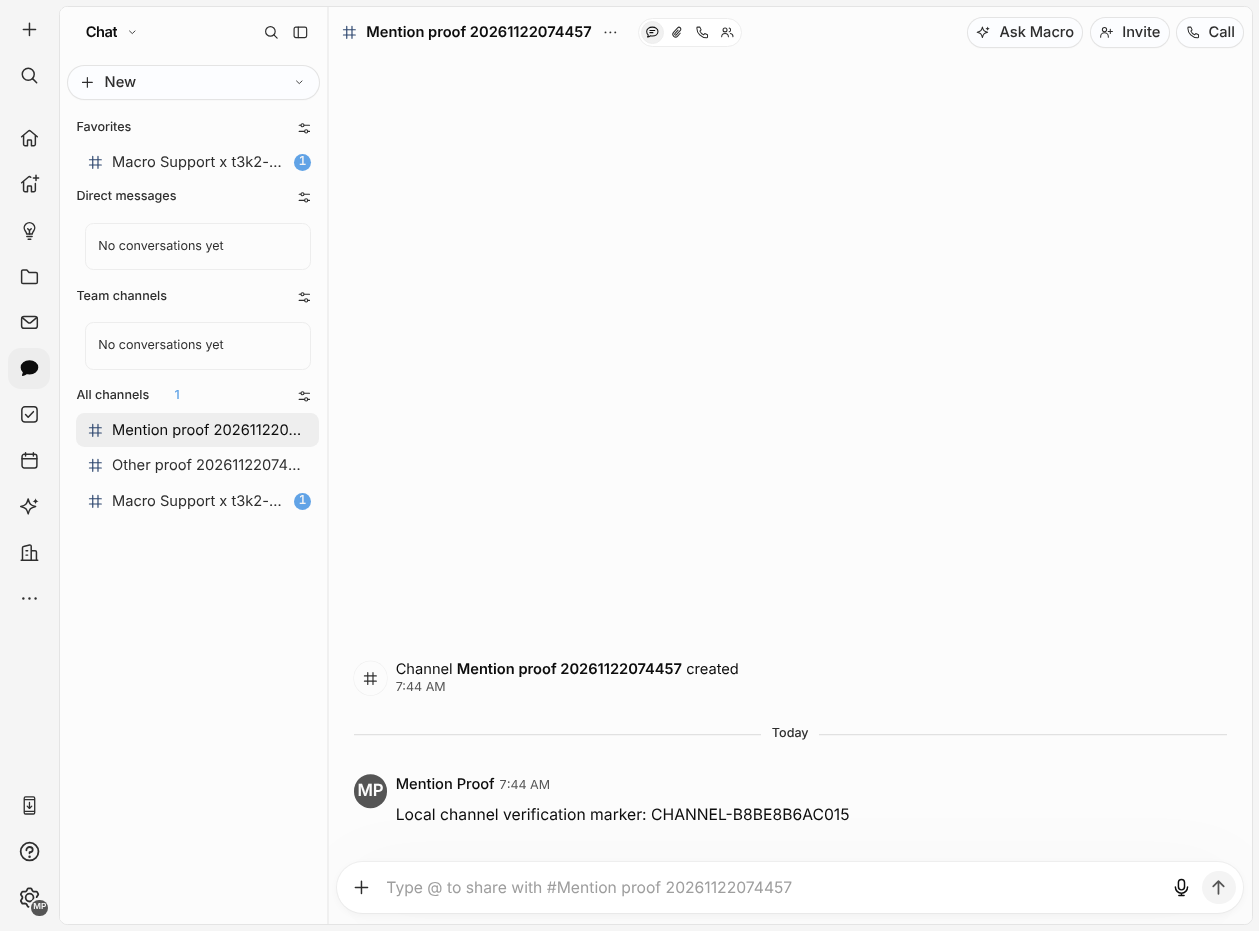 Chat
New
Favorites
Macro Support x t3k2-...
1
Direct messages
No conversations yet
Team channels
No conversations yet
All channels 1
Mention proof 202611220...
Other proof 20261122074...
Macro Support x t3k2-...
1
MP
Mention proof 20261122074457
Ask Macro
Invite
Call
Channel Mention proof 20261122074457 created
7:44 AM
Today
MP
Mention Proof 7:44 AM
Local channel verification marker: CHANNEL-B8BE8B6AC015
Type @ to share with #Mention proof 20261122074457